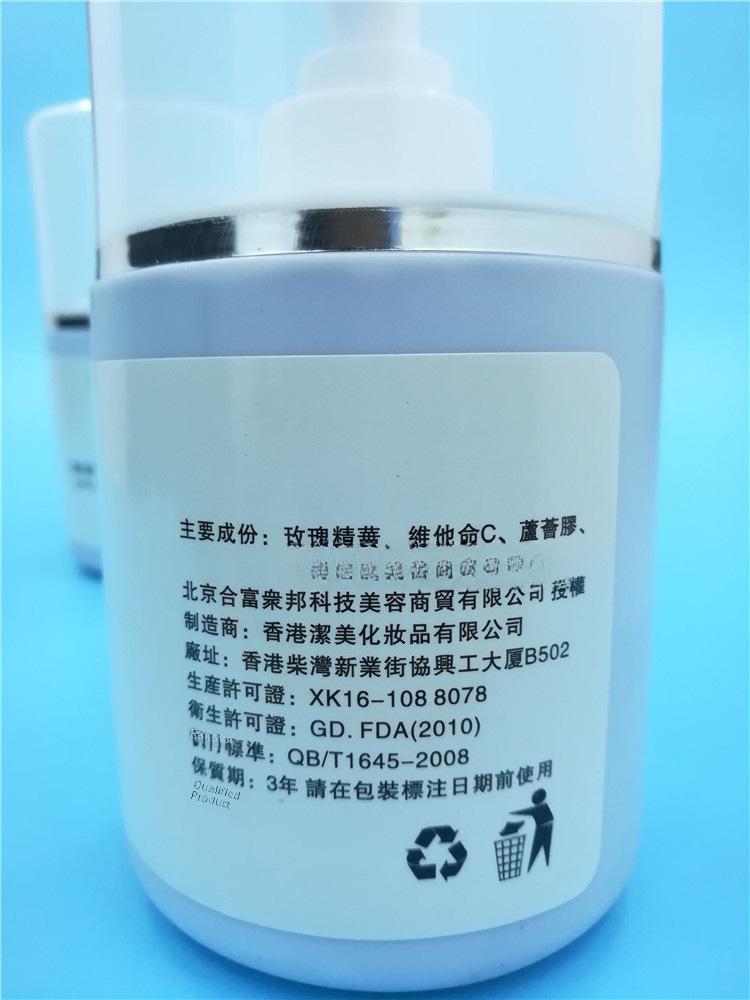 主要成份：玫瑰精華、維他命C、蘆薈膠、
北京合富衆邦科技美容商貿有限公司 授權
制造商：香港潔美化妝品有限公司
廠址：香港柴灣新業街協興工大厦B502
生産許可證：XK16-108 8078
衛生許可證：GD. FDA(2010)
標準：QB/T1645-2008
保質期：3年 請在包裝標注日期前使用
Qualified
Product